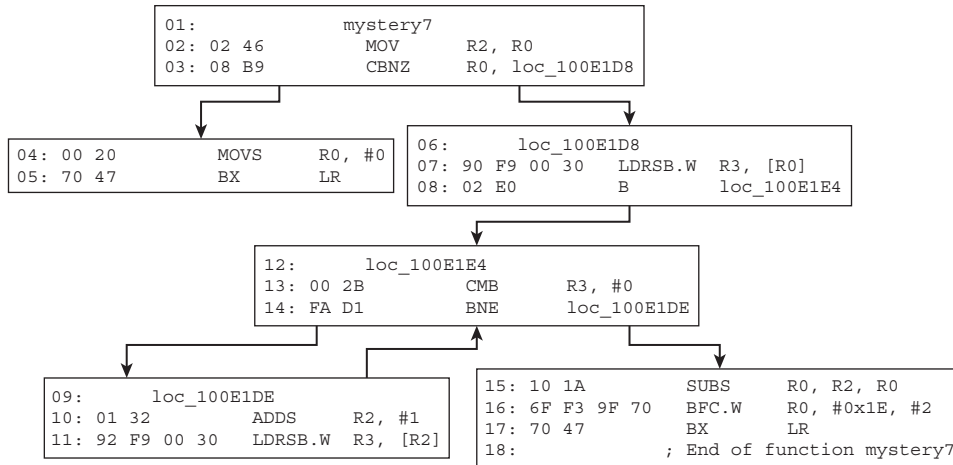 01: mystery7
02: 02 46 MOV R2, R0
03: 08 B9 CBNZ R0, loc_100E1D8
04: 00 20 MOVS R0, #0
05: 70 47 BX LR
06: loc_100E1D8
07: 90 F9 00 30 LDRSB.W R3, [R0]
08: 02 E0 B loc_100E1E4
12: loc_100E1E4
13: 00 2B CMB R3, #0
14: FA D1 BNE loc_100E1DE
09: loc_100E1DE
10: 01 32 ADDS R2, #1
11: 92 F9 00 30 LDRSB.W R3, [R2]
15: 10 1A SUBS R0, R2, R0
16: 6F F3 9F 70 BFC.W R0, #0x1E, #2
17: 70 47 BX LR
18: ; End of function mystery7